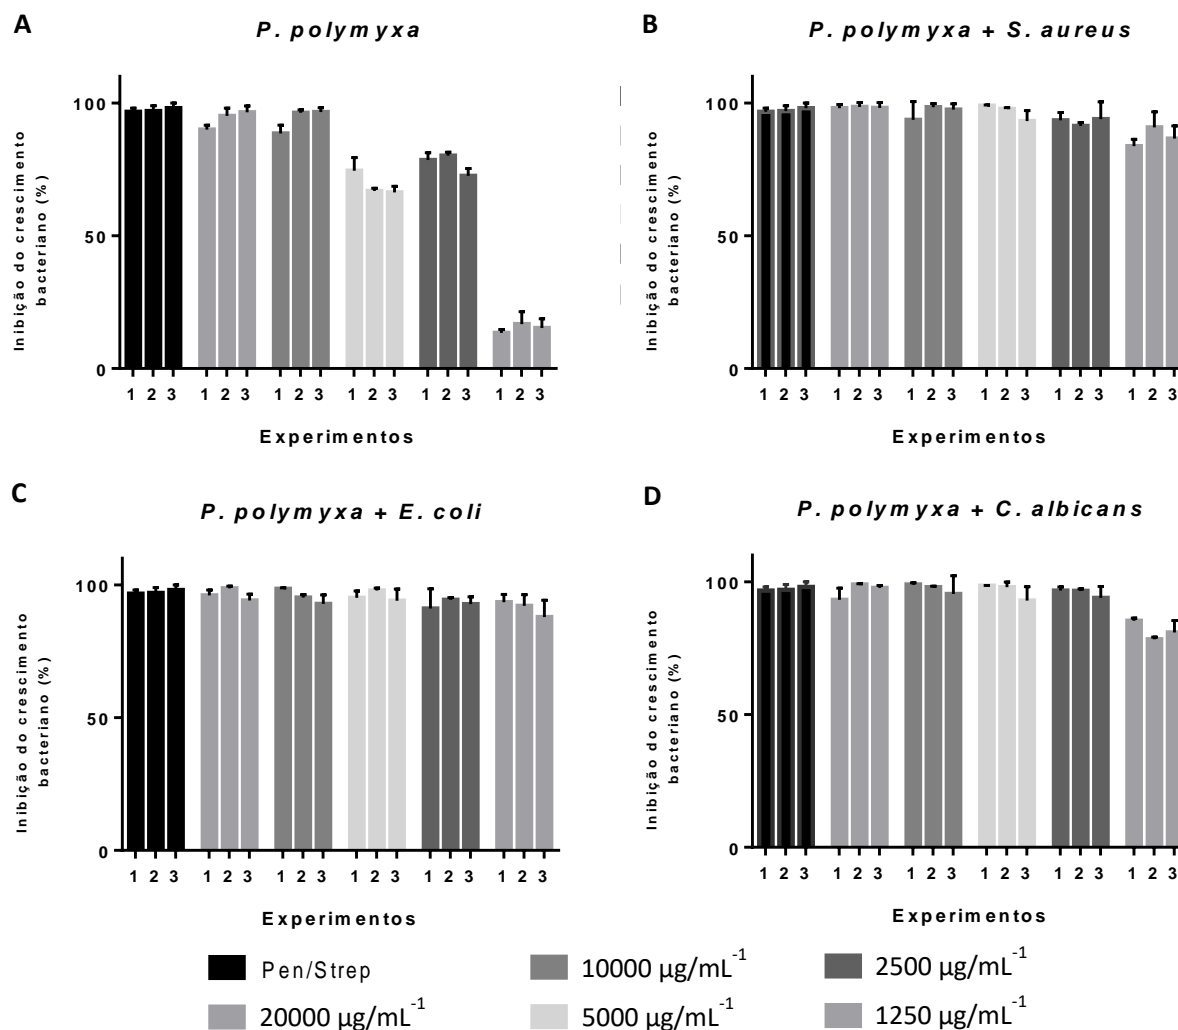 A
P. polymyxa
Inibição do crescimento
bacteriano (%)
100
50
0
1 2 3 1 2 3 1 2 3 1 2 3 1 2 3 1 2 3
Experimentos
B
P. polymyxa + S. aureus
Inibição do crescimento
bacteriano (%)
100
50
0
1 2 3 1 2 3 1 2 3 1 2 3 1 2 3 1 2 3
Experimentos
C
P. polymyxa + E. coli
Inibição do crescimento
bacteriano (%)
100
50
0
1 2 3 1 2 3 1 2 3 1 2 3 1 2 3 1 2 3
Experimentos
D
P. polymyxa + C. albicans
Inibição do crescimento
bacteriano (%)
100
50
0
1 2 3 1 2 3 1 2 3 1 2 3 1 2 3 1 2 3
Experimentos
Pen/Strep
10000 µg/mL⁻¹
2500 µg/mL⁻¹
20000 µg/mL⁻¹
5000 µg/mL⁻¹
1250 µg/mL⁻¹